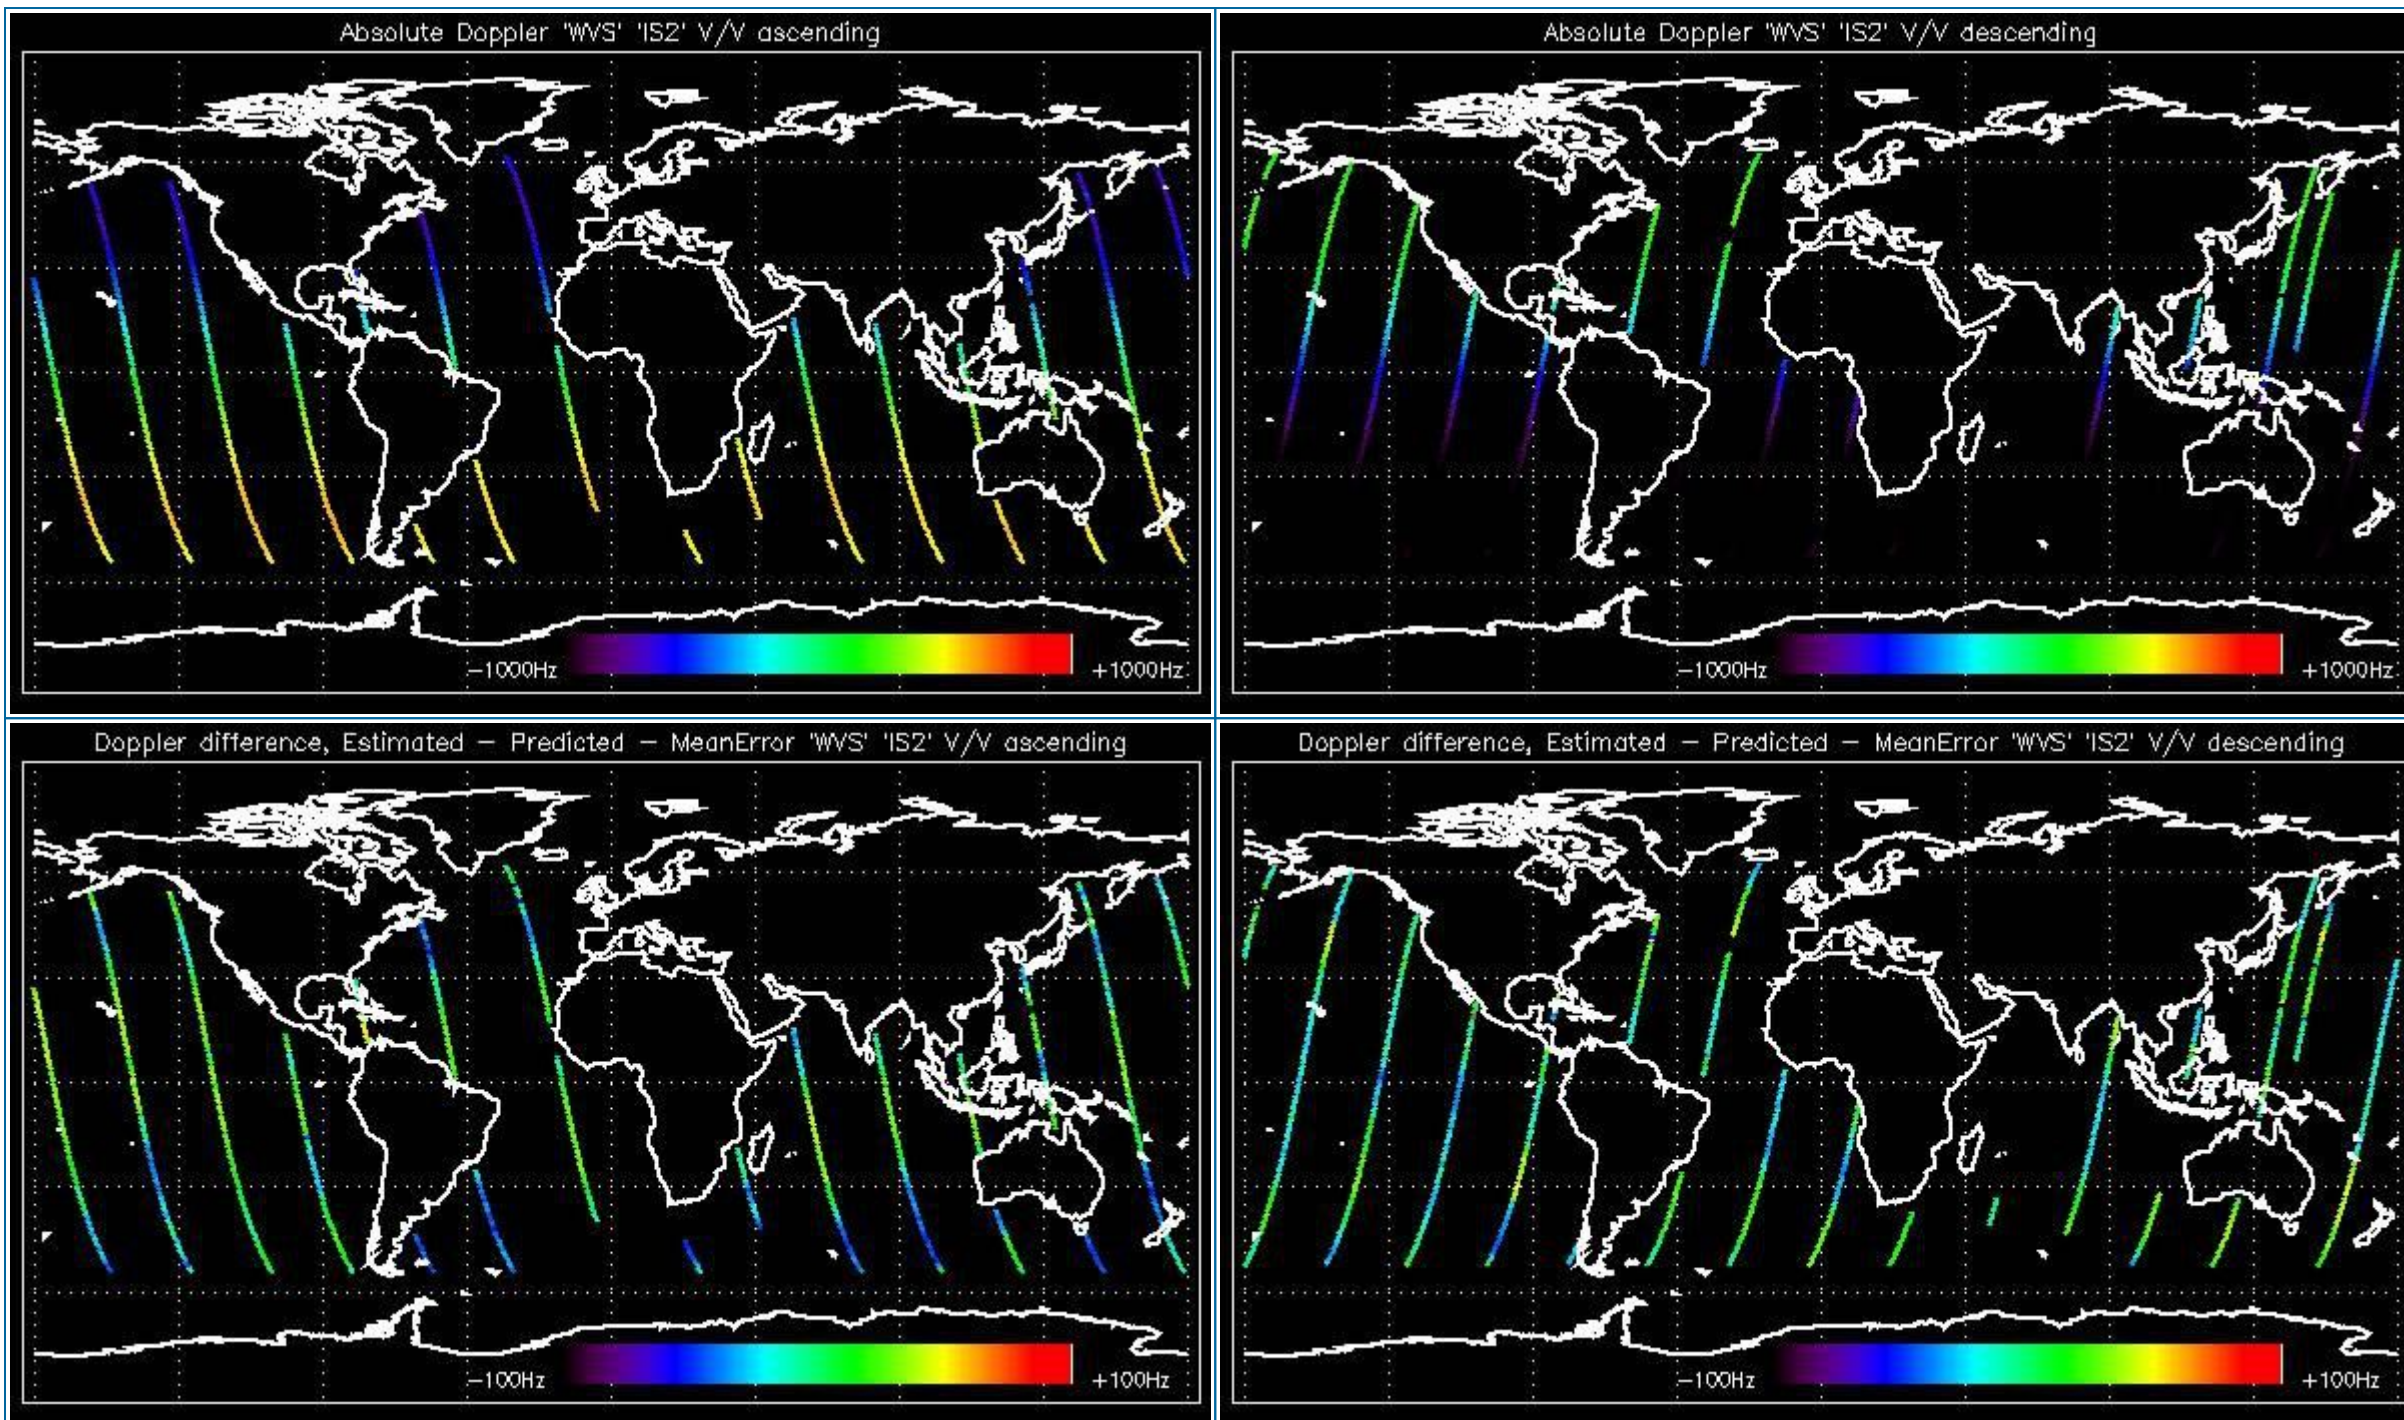 Absolute Doppler 'WVS' 'IS2' V/V ascending
-1000Hz
+1000Hz
Absolute Doppler 'WVS' 'IS2' V/V descending
-1000Hz
+1000Hz
Doppler difference, Estimated - Predicted - MeanError 'WVS' 'IS2' V/V ascending
-100Hz
+100Hz
Doppler difference, Estimated - Predicted - MeanError 'WVS' 'IS2' V/V descending
-100Hz
+100Hz